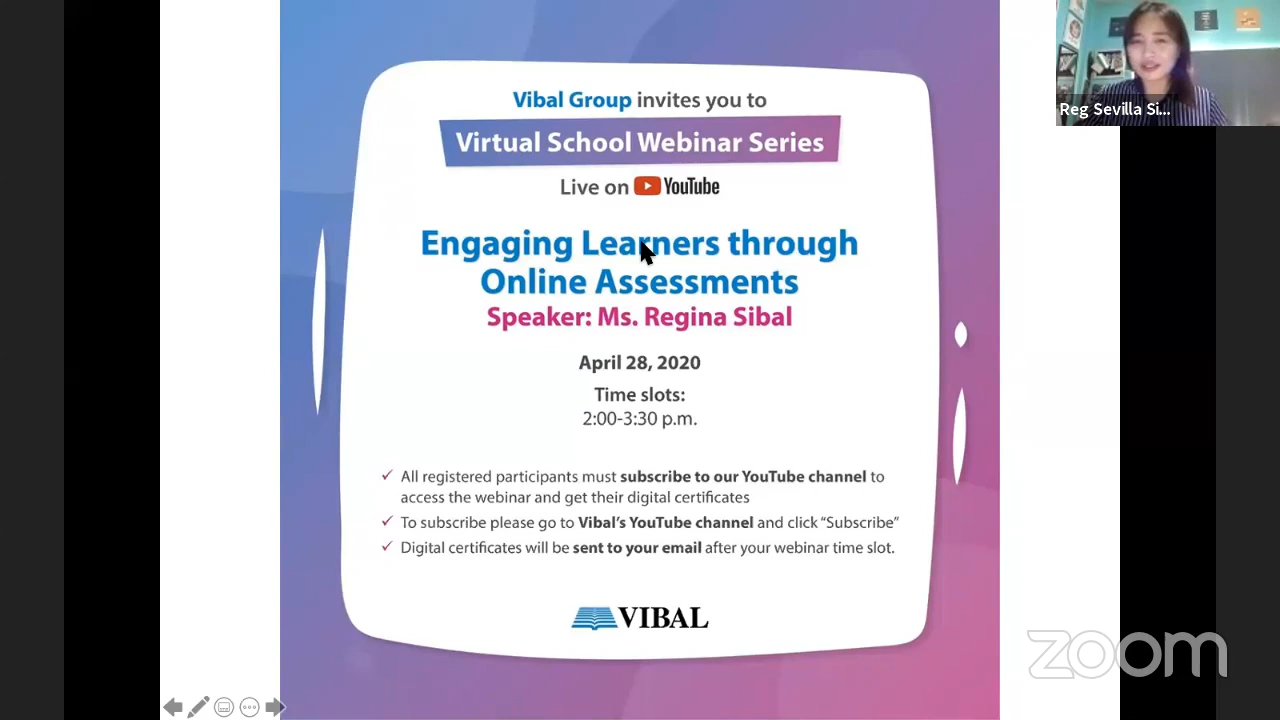 Vibal Group invites you to
Virtual School Webinar Series
Live on YouTube
Engaging Learners through
Online Assessments
Speaker: Ms. Regina Sibal
April 28, 2020
Time slots:
2:00-3:30 p.m.
✓ All registered participants must subscribe to our YouTube channel to
access the webinar and get their digital certificates
✓ To subscribe please go to Vibal's YouTube channel and click “Subscribe”
✓ Digital certificates will be sent to your email after your webinar time slot.
VIBAL
Reg Sevilla Si...
zoom